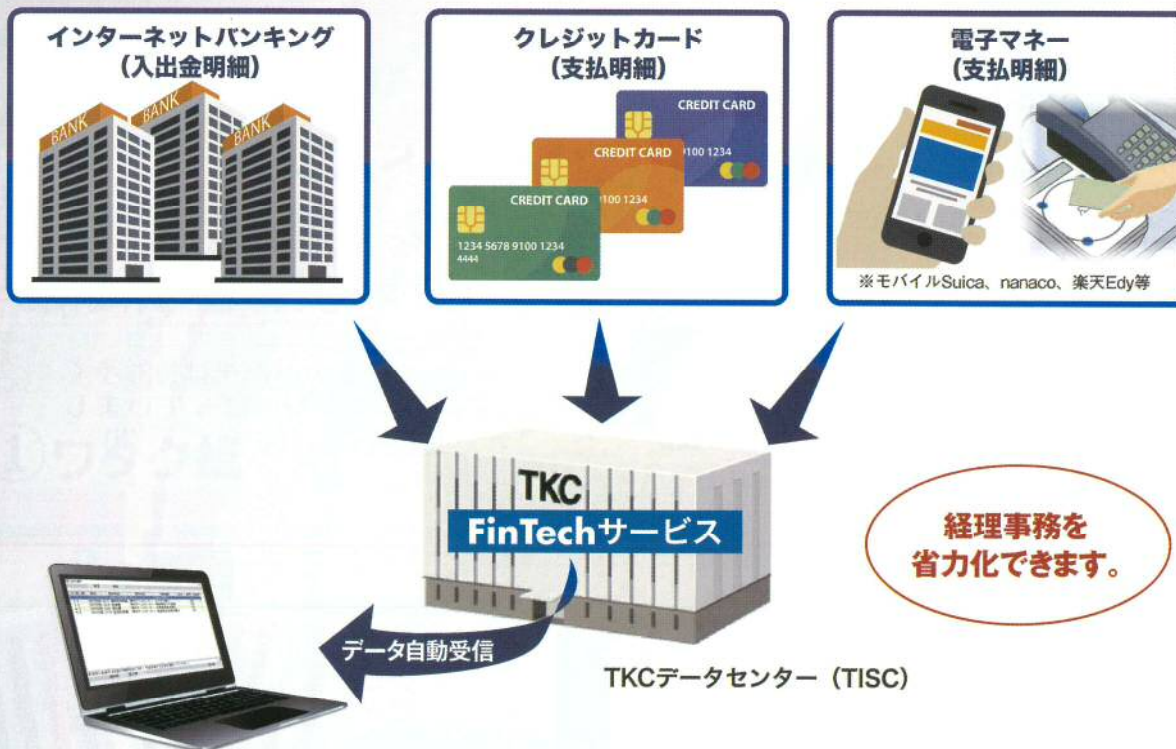 インターネットバンキング
（入出金明細）
BANK
BANK
BANK
クレジットカード
（支払明細）
CREDIT CARD
9100 1234
CREDIT CARD
9100 1234
CREDIT CARD
1234 5678 9100 1234
4444
電子マネー
（支払明細）
※モバイルSuica、nanaco、楽天Edy等
TKC
FinTechサービス
経理事務を
省力化できます。
データ自動受信
TKCデータセンター（TISC）